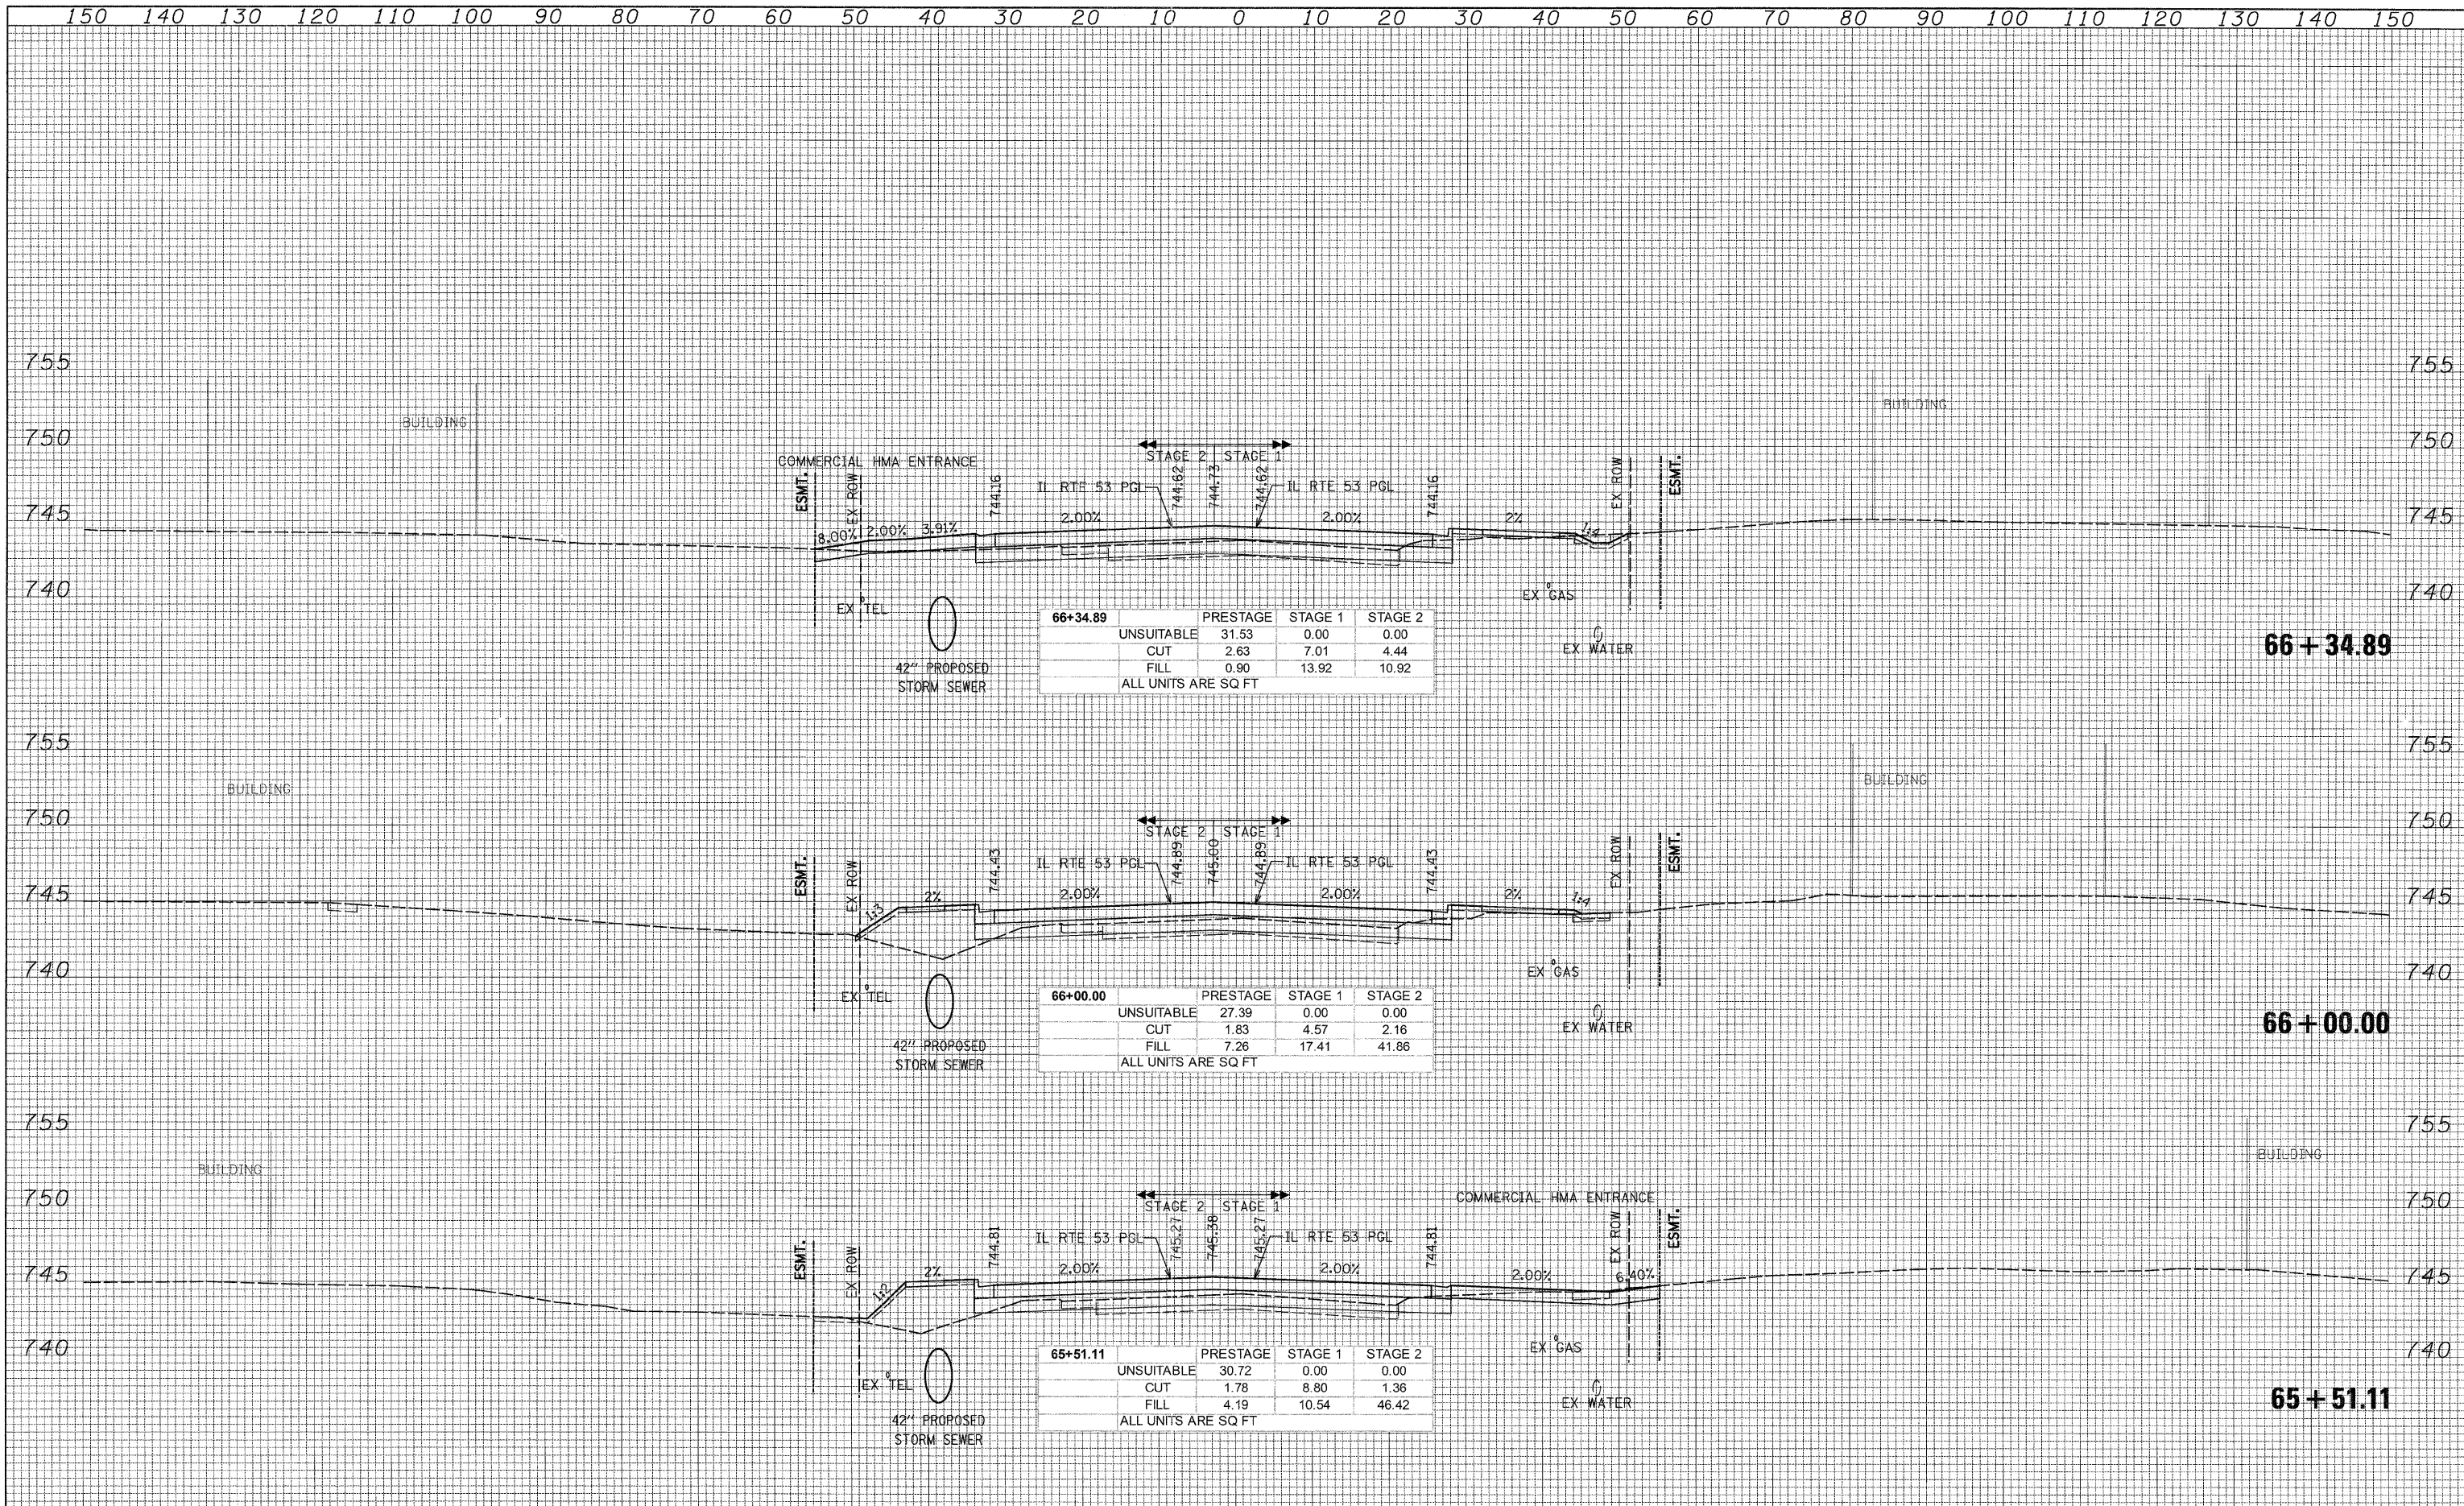 150 140 130 120 110 100 90 80 70 60 50 40 30 20 10 0 10 20 30 40 50 60 70 80 90 100 110 120 130 140 150
755 755
BUILDING BUILDING
750 750
STAGE 2 STAGE 1
COMMERCIAL HMA ENTRANCE
ESMT. EX ROW 744.16 IL RTE 53 PGL 744.62 744.73 744.62 IL RTE 53 PGL 744.16 EX ROW ESMT.
745 745
8.00% 2.00% 3.91% 2.00% 2.00% 2% 1:4
740 740
EX TEL EX GAS
42" PROPOSED
STORM SEWER
EX WATER
66+34.89 PRESTAGE STAGE 1 STAGE 2
UNSUITABLE 31.53 0.00 0.00
CUT 2.63 7.01 4.44
FILL 0.90 13.92 10.92
ALL UNITS ARE SQ FT
66+34.89
755 755
BUILDING BUILDING
750 750
STAGE 2 STAGE 1
ESMT. EX ROW 744.43 IL RTE 53 PGL 744.89 745.00 744.89 IL RTE 53 PGL 744.43 EX ROW ESMT.
745 745
1:3 2% 2.00% 2.00% 2% 1:4
740 740
EX TEL EX GAS
42" PROPOSED
STORM SEWER
EX WATER
66+00.00 PRESTAGE STAGE 1 STAGE 2
UNSUITABLE 27.39 0.00 0.00
CUT 1.83 4.57 2.16
FILL 7.26 17.41 41.86
ALL UNITS ARE SQ FT
66+00.00
755 755
BUILDING BUILDING
750 750
COMMERCIAL HMA ENTRANCE
STAGE 2 STAGE 1
ESMT. EX ROW 744.81 IL RTE 53 PGL 745.27 745.38 745.27 IL RTE 53 PGL 744.81 EX ROW ESMT.
745 745
1:2 2% 2.00% 2.00% 2.00% 6.40%
740 740
EX TEL EX GAS
42" PROPOSED
STORM SEWER
EX WATER
65+51.11 PRESTAGE STAGE 1 STAGE 2
UNSUITABLE 30.72 0.00 0.00
CUT 1.78 8.80 1.36
FILL 4.19 10.54 46.42
ALL UNITS ARE SQ FT
65+51.11